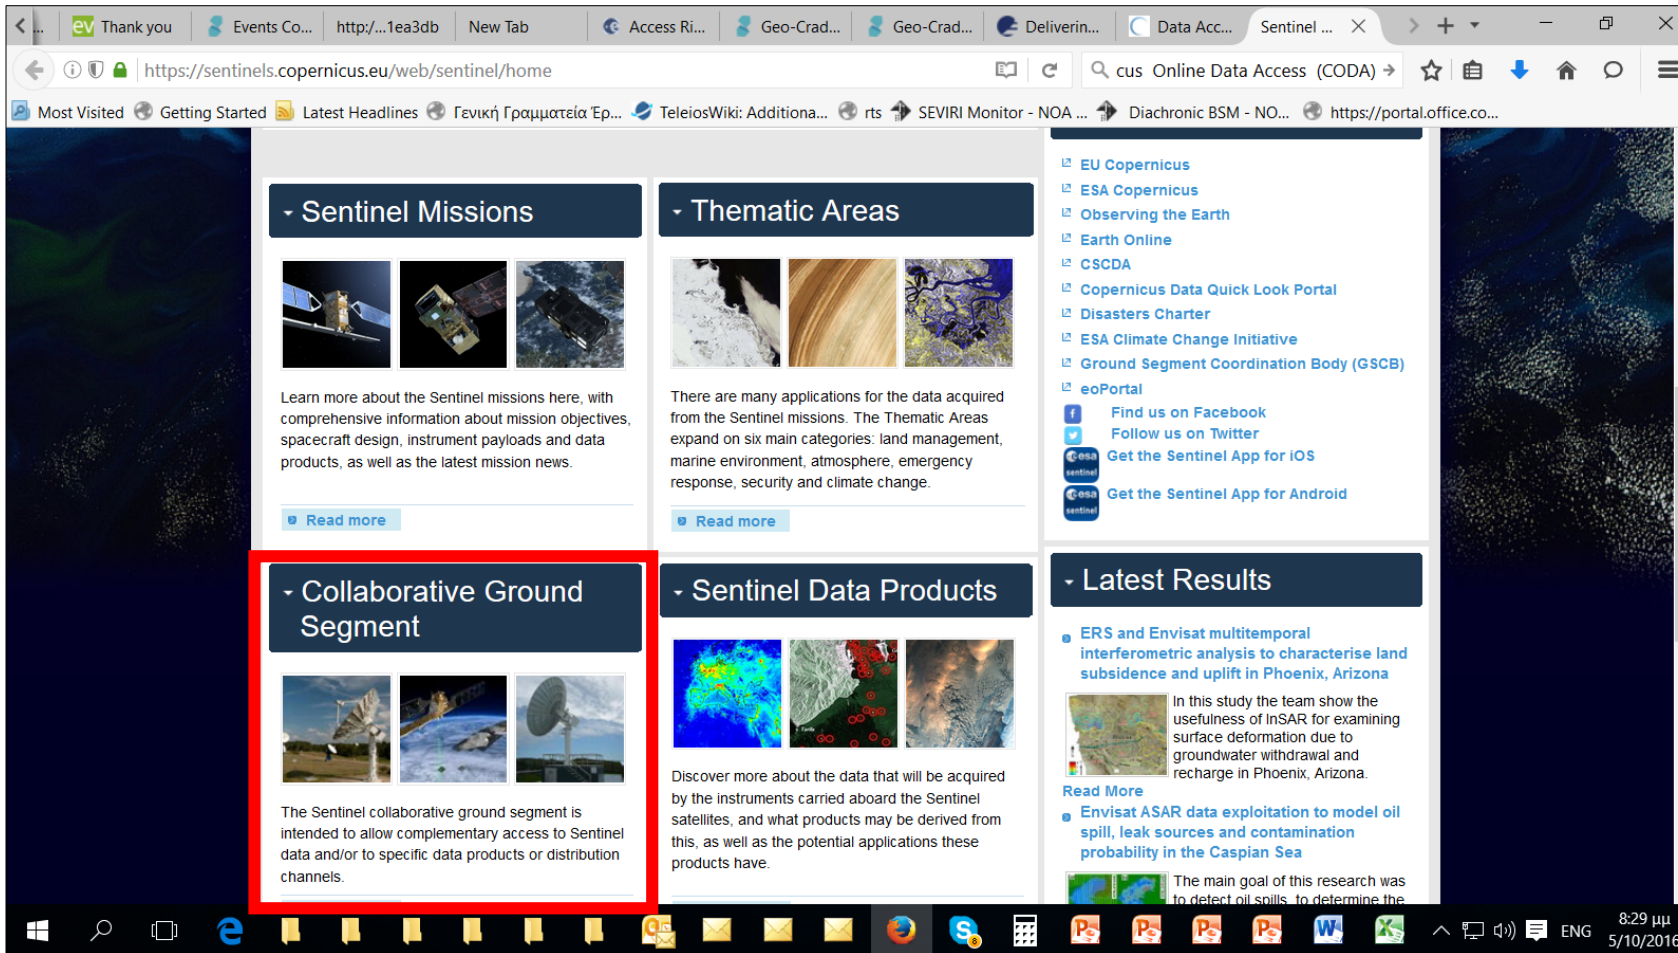 Thank you
Events Co...
http:/...1ea3db
New Tab
Access Ri...
Geo-Crad...
Geo-Crad...
Deliverin...
Data Acc...
Sentinel ...
https://sentinels.copernicus.eu/web/sentinel/home
cus Online Data Access (CODA)
Most Visited
Getting Started
Latest Headlines
Γενική Γραμματεία Έρ...
TeleiosWiki: Additiona...
rts
SEVIRI Monitor - NOA ...
Diachronic BSM - NO...
https://portal.office.co...
Sentinel Missions
Learn more about the Sentinel missions here, with
comprehensive information about mission objectives,
spacecraft design, instrument payloads and data
products, as well as the latest mission news.
Read more
Thematic Areas
There are many applications for the data acquired
from the Sentinel missions. The Thematic Areas
expand on six main categories: land management,
marine environment, atmosphere, emergency
response, security and climate change.
Read more
EU Copernicus
ESA Copernicus
Observing the Earth
Earth Online
CSCDA
Copernicus Data Quick Look Portal
Disasters Charter
ESA Climate Change Initiative
Ground Segment Coordination Body (GSCB)
eoPortal
Find us on Facebook
Follow us on Twitter
esa
sentinel
Get the Sentinel App for iOS
esa
sentinel
Get the Sentinel App for Android
Collaborative Ground
Segment
The Sentinel collaborative ground segment is
intended to allow complementary access to Sentinel
data and/or to specific data products or distribution
channels.
Sentinel Data Products
Discover more about the data that will be acquired
by the instruments carried aboard the Sentinel
satellites, and what products may be derived from
this, as well as the potential applications these
products have.
Latest Results
ERS and Envisat multitemporal
interferometric analysis to characterise land
subsidence and uplift in Phoenix, Arizona
In this study the team show the
usefulness of InSAR for examining
surface deformation due to
groundwater withdrawal and
recharge in Phoenix, Arizona.
Read More
Envisat ASAR data exploitation to model oil
spill, leak sources and contamination
probability in the Caspian Sea
The main goal of this research was
to detect oil spills, to determine the
ENG
8:29 μμ
5/10/2016